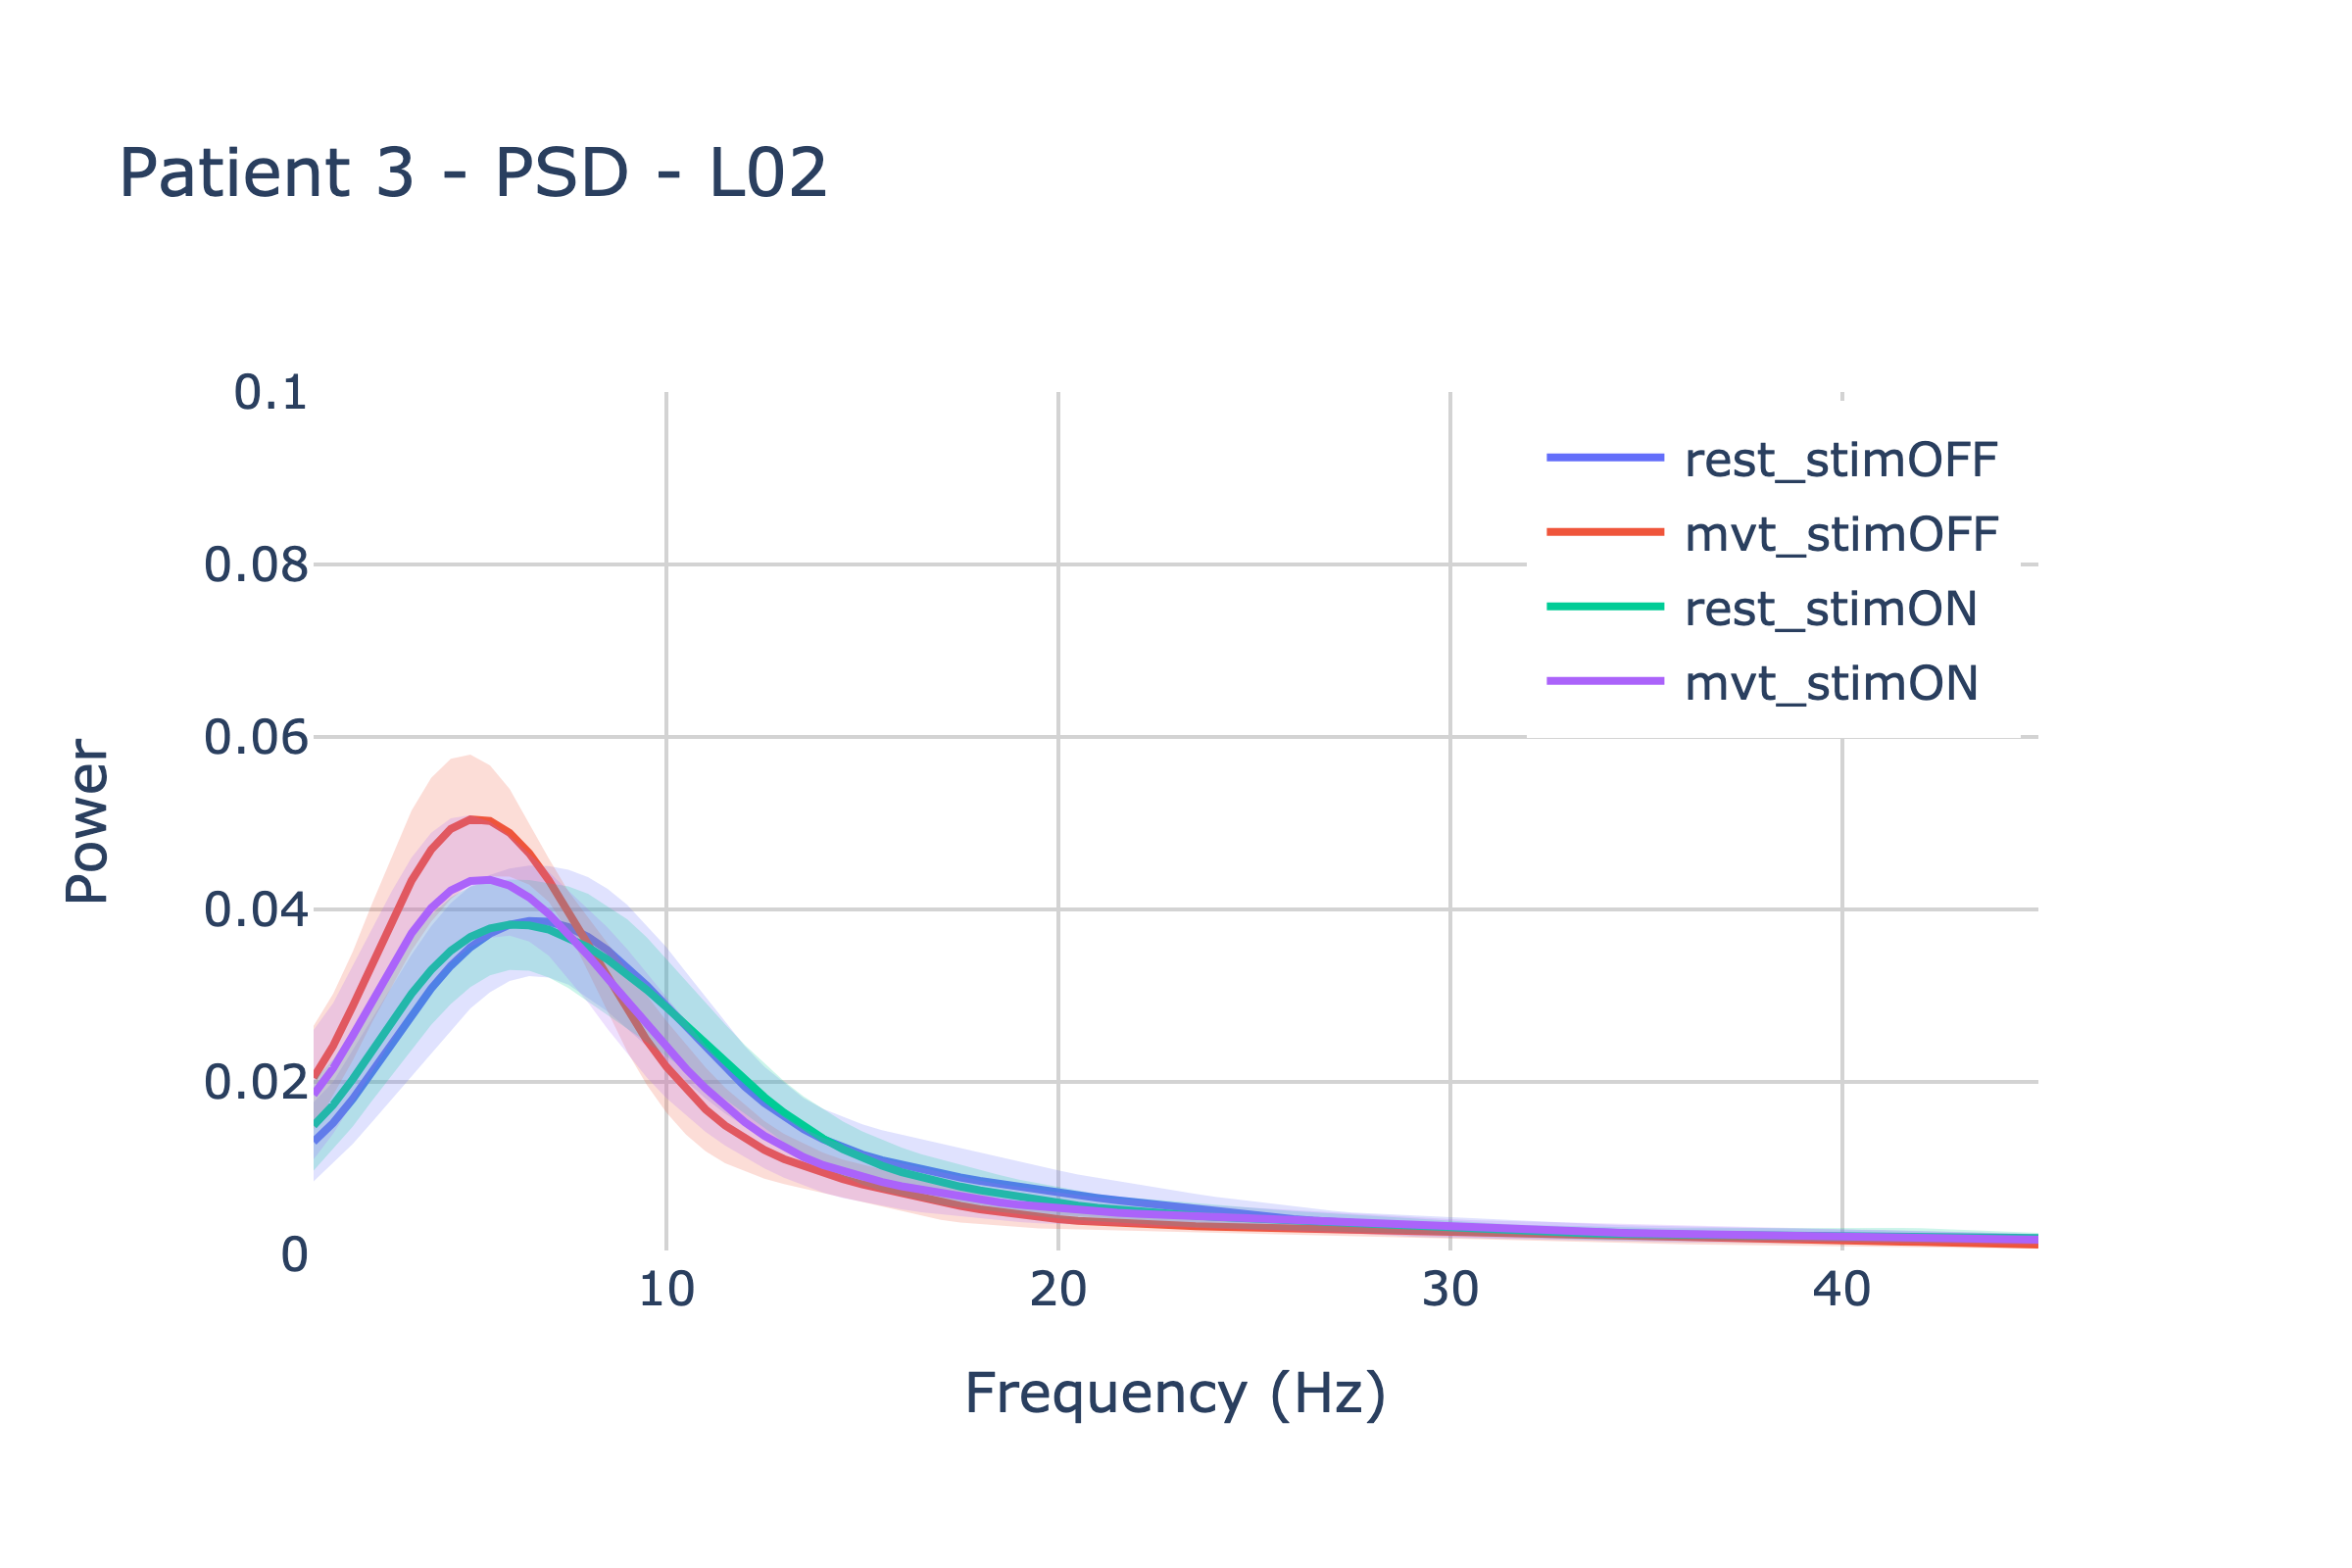 Patient 3 - PSD - L02
0.1
0.08
0.06
0.04
0.02
0
Power
rest_stimOFF
mvt_stimOFF
rest_stimON
mvt_stimON
10 20 30 40
Frequency (Hz)